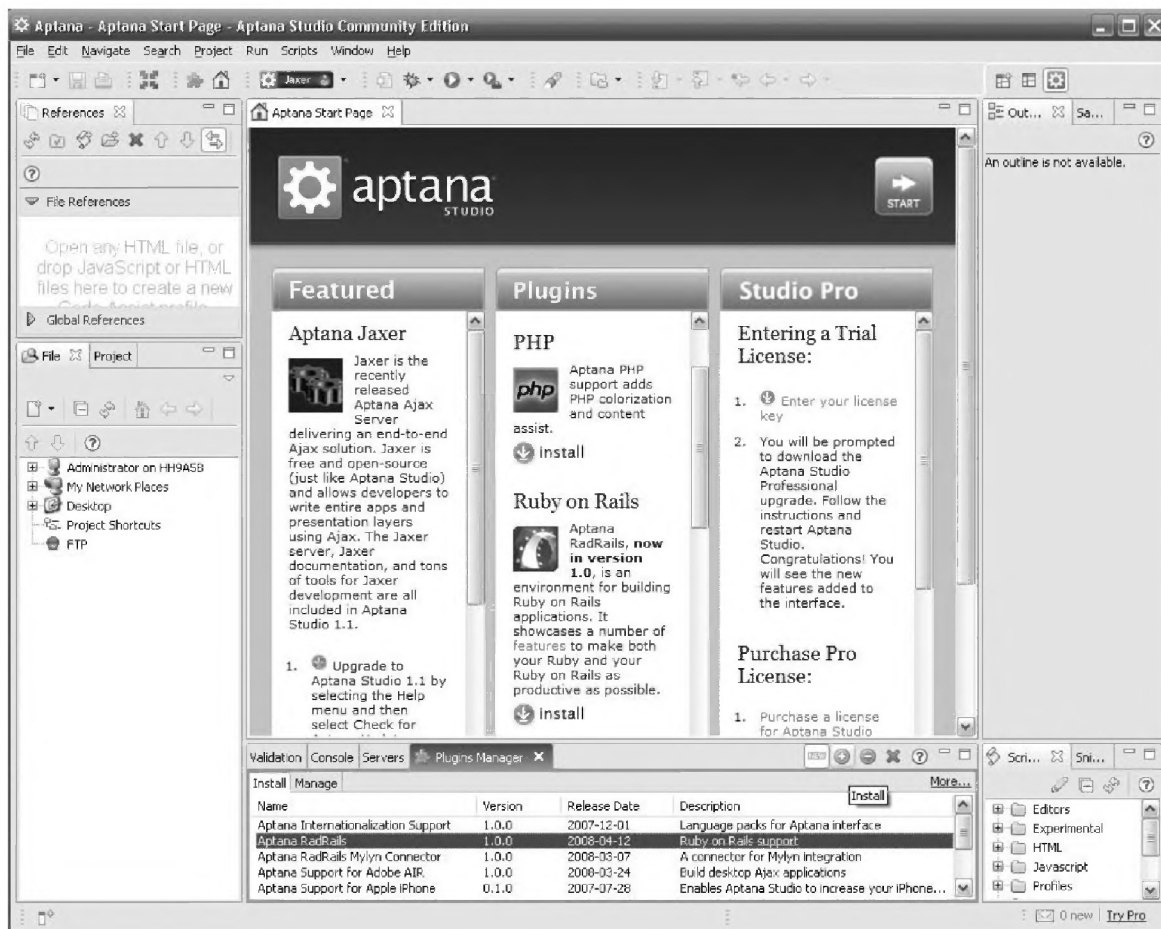 Aptana - Aptana Start Page - Aptana Studio Community Edition
File Edit Navigate Search Project Run Scripts Window Help
Jaxer
References
File References
Open any HTML file, or
drop JavaScript or HTML
files here to create a new
Code Assist profile
Global References
File Project
Administrator on HH9A5B
My Network Places
Desktop
Project Shortcuts
FTP
Aptana Start Page
aptana
STUDIO
START
Featured
Aptana Jaxer
Jaxer is the
recently
released
Aptana Ajax
Server
delivering an end-to-end
Ajax solution. Jaxer is
free and open-source
(just like Aptana Studio)
and allows developers to
write entire apps and
presentation layers
using Ajax. The Jaxer
server, Jaxer
documentation, and tons
of tools for Jaxer
development are all
included in Aptana
Studio 1.1.
1. Upgrade to
Aptana Studio 1.1 by
selecting the Help
menu and then
select Check for
Plugins
PHP
php
Aptana PHP
support adds
PHP colorization
and content
assist.
install
Ruby on Rails
Aptana
RadRails, now
in version
1.0, is an
environment for building
Ruby on Rails
applications. It
showcases a number of
features to make both
your Ruby and your
Ruby on Rails as
productive as possible.
install
Studio Pro
Entering a Trial
License:
1. Enter your license
key
2. You will be prompted
to download the
Aptana Studio
Professional
upgrade. Follow the
instructions and
restart Aptana
Studio.
Congratulations! You
will see the new
features added to
the interface.
Purchase Pro
License:
1. Purchase a license
for Aptana Studio
Out... Sa...
An outline is not available.
Validation Console Servers Plugins Manager
Install Manage More...
Install
Name Version Release Date Description
Aptana Internationalization Support 1.0.0 2007-12-01 Language packs for Aptana interface
Aptana RadRails 1.0.0 2008-04-12 Ruby on Rails support
Aptana RadRails Mylyn Connector 1.0.0 2008-03-07 A connector for Mylyn integration
Aptana Support for Adobe AIR 1.0.0 2008-03-24 Build desktop Ajax applications
Aptana Support for Apple iPhone 0.1.0 2007-07-28 Enables Aptana Studio to increase your iPhone...
Scri... Sni...
Editors
Experimental
HTML
Javascript
Profiles
0 new Try Pro